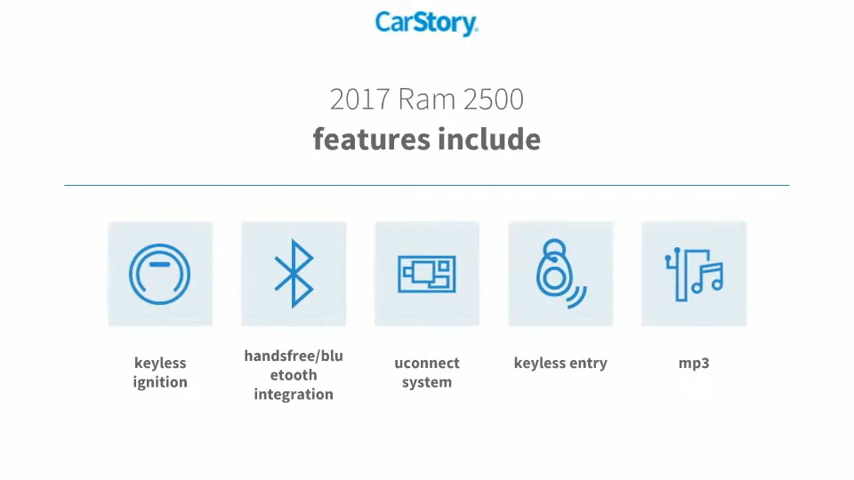 CarStory
2017 Ram 2500
features include
keyless
ignition
handsfree/blu
etooth
integration
uconnect
system
keyless entry
mp3